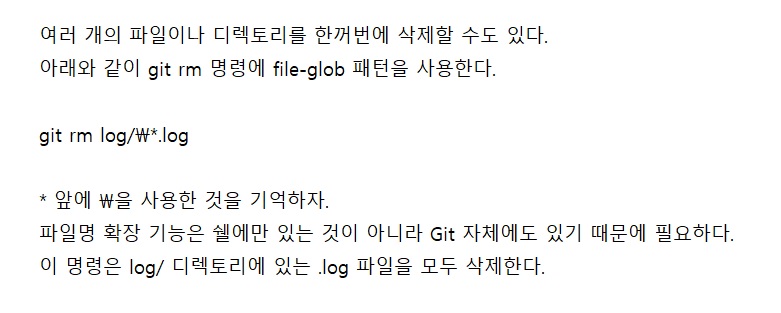 여러 개의 파일이나 디렉토리를 한꺼번에 삭제할 수도 있다.
아래와 같이 git rm 명령에 file-glob 패턴을 사용한다.
git rm log/₩*.log
* 앞에 ₩을 사용한 것을 기억하자.
파일명 확장 기능은 쉘에만 있는 것이 아니라 Git 자체에도 있기 때문에 필요하다.
이 명령은 log/ 디렉토리에 있는 .log 파일을 모두 삭제한다.